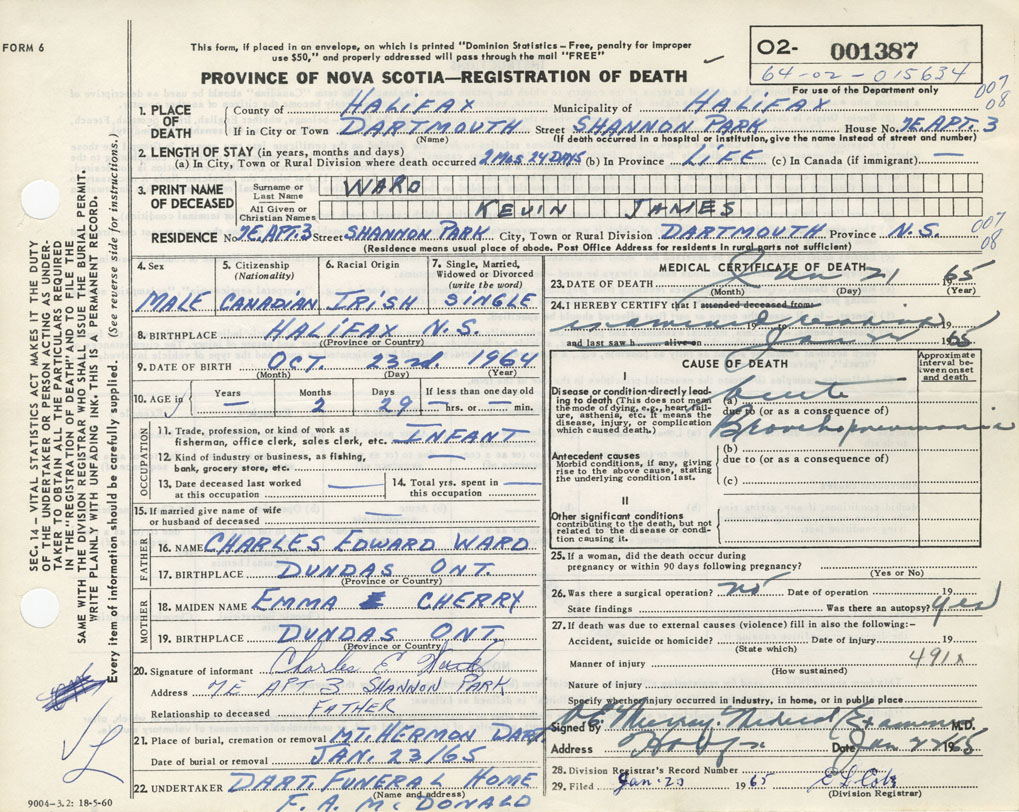 FORM 6
This form, if placed in an envelope, on which is printed "Dominion Statistics – Free, penalty for improper
use $50," and properly addressed will pass through the mail "FREE"
PROVINCE OF NOVA SCOTIA—REGISTRATION OF DEATH
O2- 001387
64-02-015634
For use of the Department only
007
08
1. PLACE OF DEATH
County of HALIFAX Municipality of HALIFAX
If in City or Town DARTMOUTH Street SHANNON PARK House No. 7E. APT. 3
(Name) (If death occurred in a hospital or institution, give the name instead of street and number)
2. LENGTH OF STAY (in years, months and days)
(a) In City, Town or Rural Division where death occurred 2 Mos 24 DAYS (b) In Province LIFE (c) In Canada (if immigrant) —
3. PRINT NAME OF DECEASED
Surname or Last Name WARD
All Given or Christian Names KEVIN JAMES
RESIDENCE No 7E. APT. 3 Street SHANNON PARK City, Town or Rural Division DARTMOUTH Province N.S.
007
08
(Residence means usual place of abode. Post Office Address for residents in rural parts not sufficient)
4. Sex MALE
5. Citizenship (Nationality) CANADIAN
6. Racial Origin IRISH
7. Single, Married, Widowed or Divorced (write the word) SINGLE
8. BIRTHPLACE HALIFAX N.S.
(Province or Country)
9. DATE OF BIRTH OCT. 23rd. 1964
(Month) (Day) (Year)
10. AGE in Years — Months 2 Days 29 If less than one day old — hrs. or — min.
OCCUPATION
11. Trade, profession, or kind of work as
fisherman, office clerk, sales clerk, etc. INFANT
12. Kind of industry or business, as fishing,
bank, grocery store, etc. —
13. Date deceased last worked
at this occupation —
14. Total yrs. spent in
this occupation —
15. If married give name of wife
or husband of deceased —
FATHER
16. NAME CHARLES EDWARD WARD
17. BIRTHPLACE DUNDAS ONT.
(Province or Country)
MOTHER
18. MAIDEN NAME EMMA CHERRY
19. BIRTHPLACE DUNDAS ONT.
(Province or Country)
20. Signature of informant Charles E Ward
Address 7E APT 3 SHANNON PARK
Relationship to deceased FATHER
21. Place of burial, cremation or removal MT. HERMON DART
Date of burial or removal JAN. 23/65
22. UNDERTAKER DART. FUNERAL HOME
(Name and address)
F. A. McDONALD
MEDICAL CERTIFICATE OF DEATH
23. DATE OF DEATH Jan 21 1965
(Month) (Day) (Year)
24. I HEREBY CERTIFY that I attended deceased from:
examined 19 to 19
and last saw h alive on Jan 21 1965
CAUSE OF DEATH
Approximate interval between onset and death
I
Disease or condition directly leading to death (This does not mean
the mode of dying, e.g., heart failure, asthenia, etc. It means the
disease, injury, or complication
which caused death.)
(a) Acute
due to (or as a consequence of)
Bronchopneumonia
Antecedent causes
Morbid conditions, if any, giving
rise to the above cause, stating
the underlying condition last.
(b)
due to (or as a consequence of)
(c)
II
Other significant conditions
contributing to the death, but not
related to the disease or condition causing it.
25. If a woman, did the death occur during
pregnancy or within 90 days following pregnancy?
(Yes or No)
26. Was there a surgical operation? no Date of operation 19
State findings Was there an autopsy? yes
27. If death was due to external causes (violence) fill in also the following:–
Accident, suicide or homicide? Date of injury 19
(State which)
Manner of injury 491x
(How sustained)
Nature of injury
Specify whether injury occurred in Industry, in home, or in public place
Signed by Murray. Medical Examiner M.D.
Address Date Jan 22 1965
28. Division Registrar's Record Number
29. Filed Jan. 23 1965
(Division Registrar)
SEC. 14 – VITAL STATISTICS ACT MAKES IT THE DUTY
OF THE UNDERTAKER OR PERSON ACTING AS UNDERTAKER TO OBTAIN ALL THE PARTICULARS REQUIRED
IN THE "REGISTRATION OF DEATH" AND TO FILE THE
SAME WITH THE DIVISION REGISTRAR WHO SHALL ISSUE THE BURIAL PERMIT.
WRITE PLAINLY WITH UNFADING INK. THIS IS A PERMANENT RECORD.
Every item of information should be carefully supplied. (See reverse side for instructions.)
9004–3.2: 18-5-60